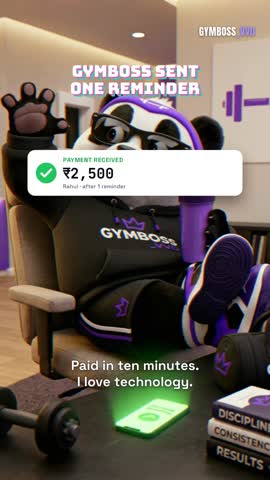 GYMBOSS
GYMBOSS SENT
ONE REMINDER
PAYMENT RECEIVED
₹2,500
Rahul · after 1 reminder
GYMBOSS
Paid in ten minutes.
I love technology.
DISCIPLINE
CONSISTENCY
RESULTS